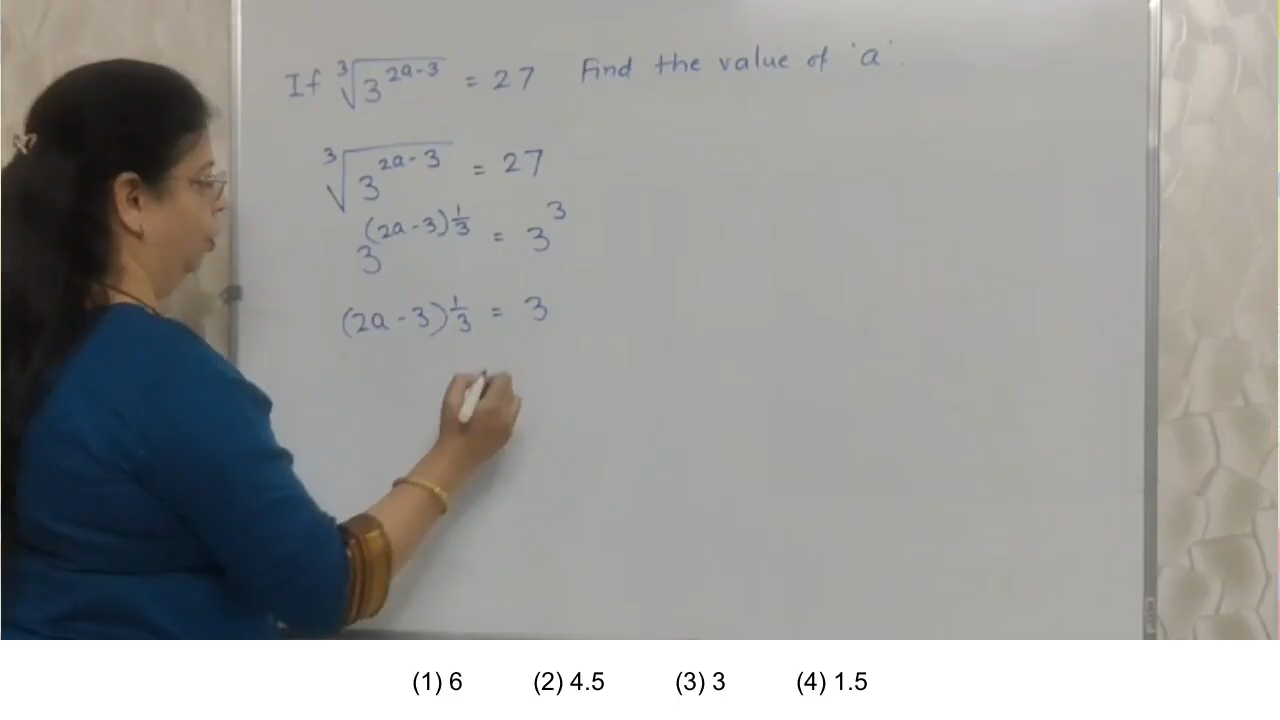 If ∛(3^(2a-3)) = 27 Find the value of 'a'.
∛(3^(2a-3)) = 27
3^((2a-3)1/3) = 3^3
(2a-3)1/3 = 3
(1) 6 (2) 4.5 (3) 3 (4) 1.5